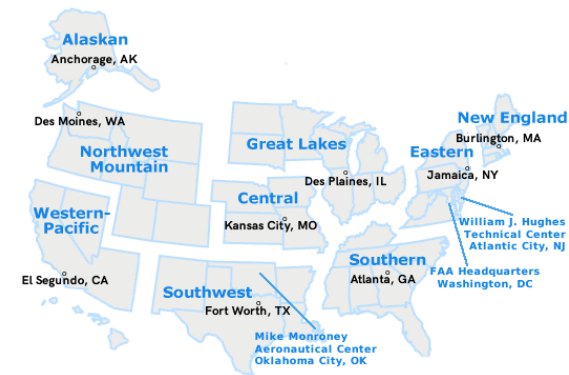 Alaskan
Anchorage, AK
Des Moines, WA
Northwest
Mountain
Great Lakes
Des Plaines, IL
New England
Burlington, MA
Eastern
Jamaica, NY
Western-
Pacific
El Segundo, CA
Central
Kansas City, MO
William J. Hughes
Technical Center
Atlantic City, NJ
FAA Headquarters
Washington, DC
Southern
Atlanta, GA
Southwest
Fort Worth, TX
Mike Monroney
Aeronautical Center
Oklahoma City, OK